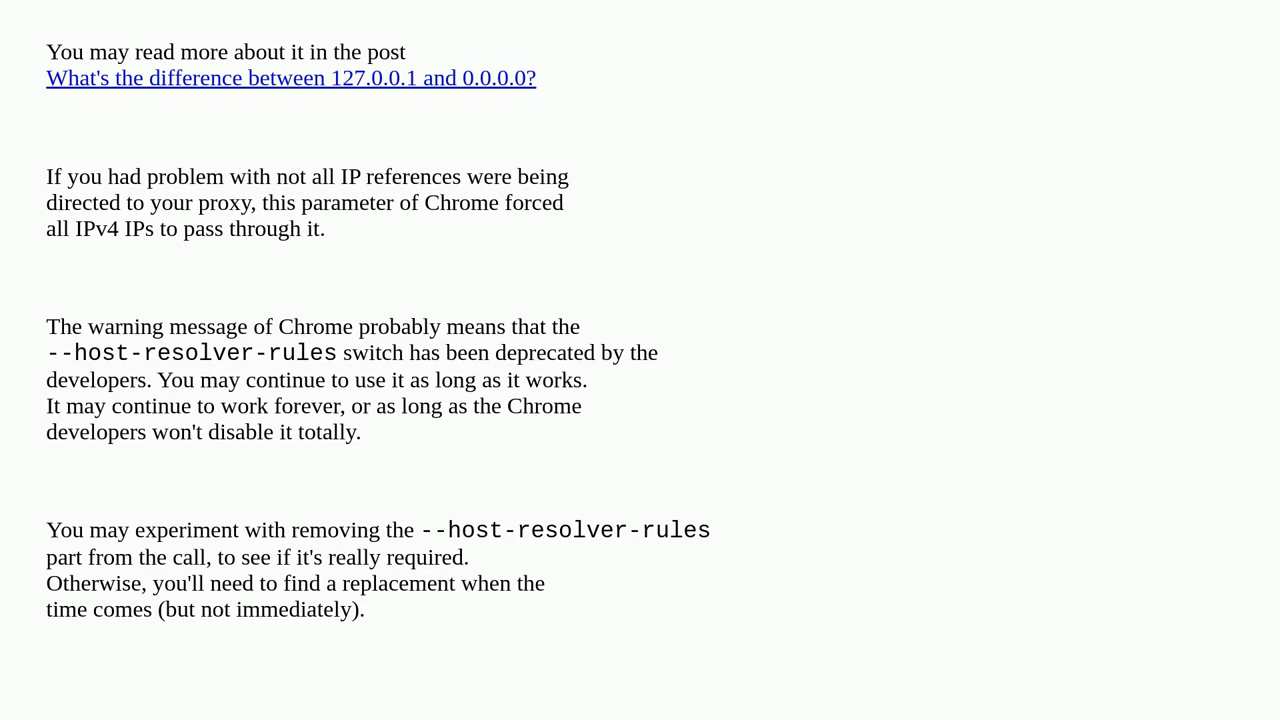 You may read more about it in the post
What's the difference between 127.0.0.1 and 0.0.0.0?
If you had problem with not all IP references were being
directed to your proxy, this parameter of Chrome forced
all IPv4 IPs to pass through it.
The warning message of Chrome probably means that the
--host-resolver-rules switch has been deprecated by the
developers. You may continue to use it as long as it works.
It may continue to work forever, or as long as the Chrome
developers won't disable it totally.
You may experiment with removing the --host-resolver-rules
part from the call, to see if it's really required.
Otherwise, you'll need to find a replacement when the
time comes (but not immediately).